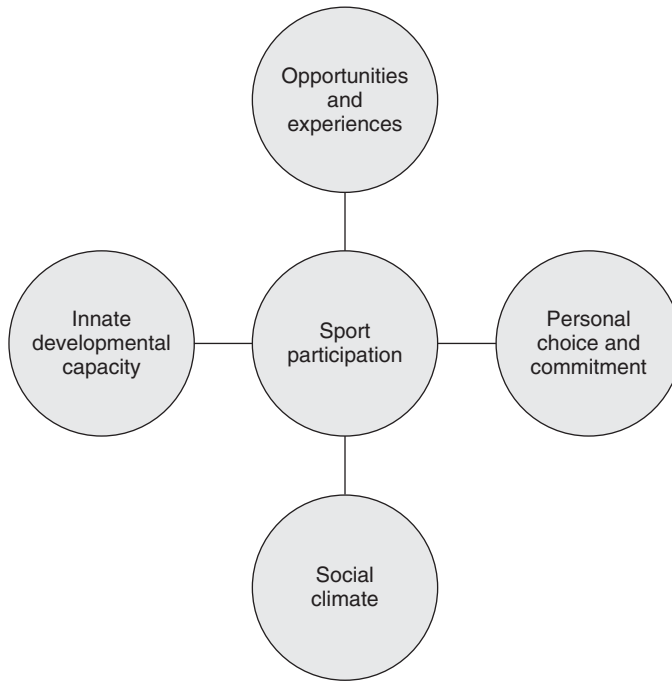 Opportunities
and
experiences
Innate
developmental
capacity
Sport
participation
Personal
choice and
commitment
Social
climate